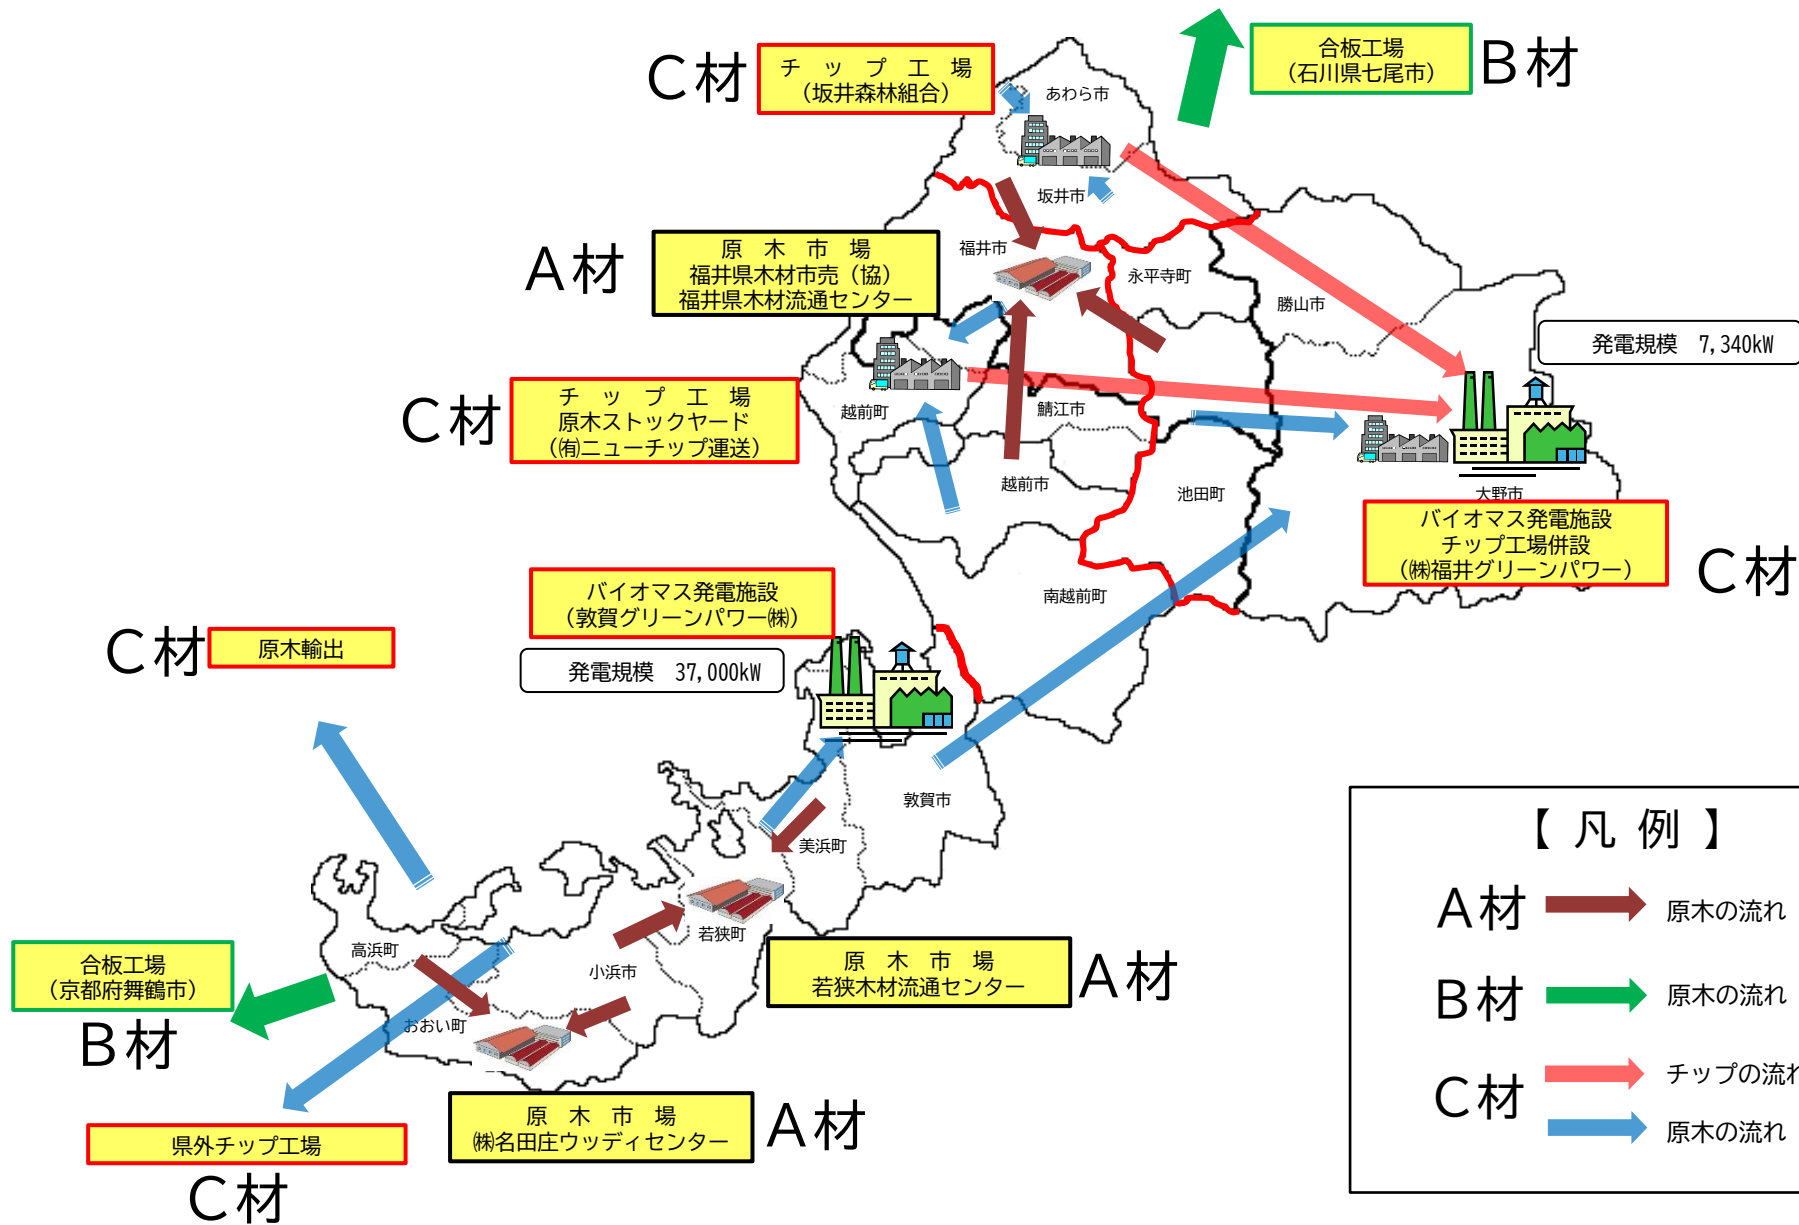 C材
チップ工場
（坂井森林組合）
合板工場
（石川県七尾市）
B材
あわら市
坂井市
A材
原木市場
福井県木材市売（協）
福井県木材流通センター
福井市
永平寺町
勝山市
発電規模　7,340kW
C材
チップ工場
原木ストックヤード
（㈲ニューチップ運送）
越前町
鯖江市
越前市
池田町
大野市
バイオマス発電施設
チップ工場併設
（㈱福井グリーンパワー）
C材
バイオマス発電施設
（敦賀グリーンパワー㈱）
発電規模　37,000kW
南越前町
C材
原木輸出
敦賀市
美浜町
若狭町
高浜町
小浜市
おおい町
合板工場
（京都府舞鶴市）
B材
原木市場
若狭木材流通センター
A材
原木市場
㈱名田庄ウッディセンター
A材
県外チップ工場
C材
【凡例】
A材
原木の流れ
B材
原木の流れ
C材
チップの流れ
原木の流れ